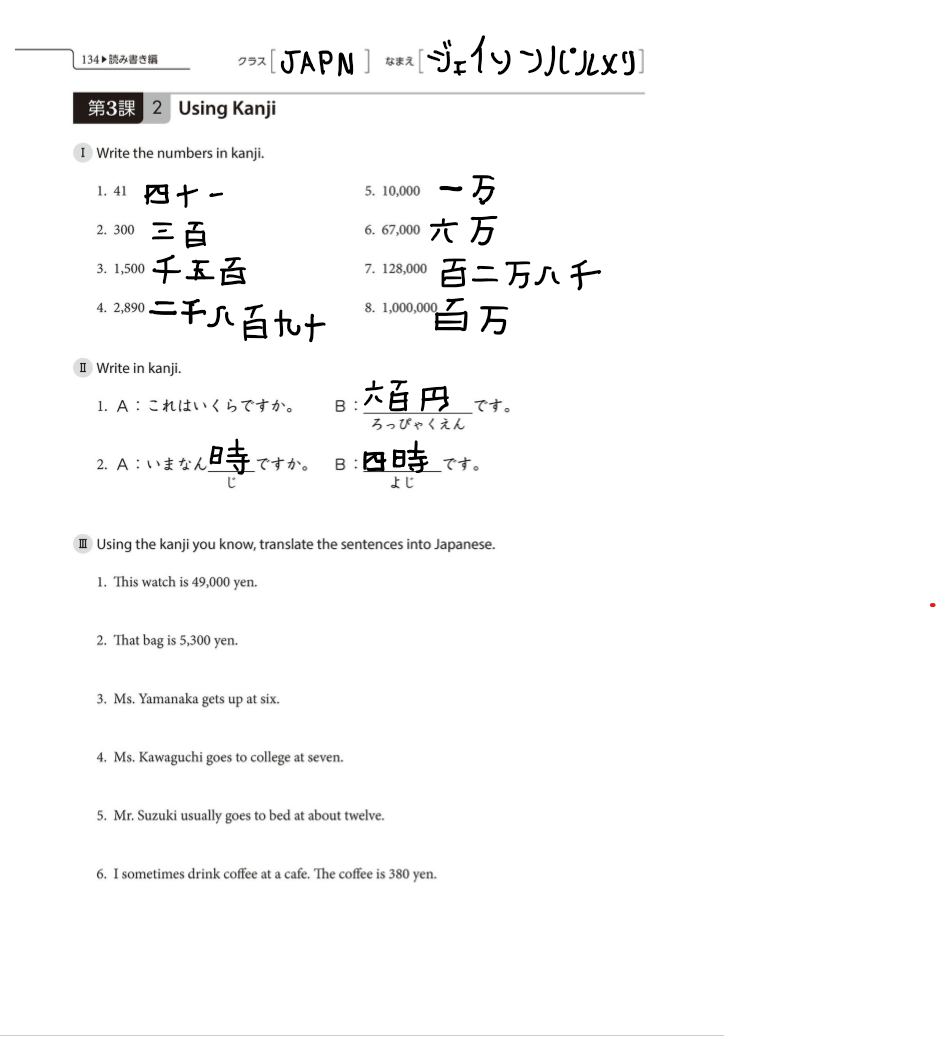 134▶読み書き編 クラス[JAPN] なまえ[ジェイソンパルメリ]
第3課 2 Using Kanji
I Write the numbers in kanji.
1. 41 四十一 5. 10,000 一万
2. 300 三百 6. 67,000 六万
3. 1,500 千五百 7. 128,000 百二万八千
4. 2,890 二千八百九十 8. 1,000,000 百万
II Write in kanji.
1. A:これはいくらですか。 B:六百円です。
ろっぴゃくえん
2. A:いまなん時ですか。 B:四時です。
じ よじ
III Using the kanji you know, translate the sentences into Japanese.
1. This watch is 49,000 yen.
2. That bag is 5,300 yen.
3. Ms. Yamanaka gets up at six.
4. Ms. Kawaguchi goes to college at seven.
5. Mr. Suzuki usually goes to bed at about twelve.
6. I sometimes drink coffee at a cafe. The coffee is 380 yen.